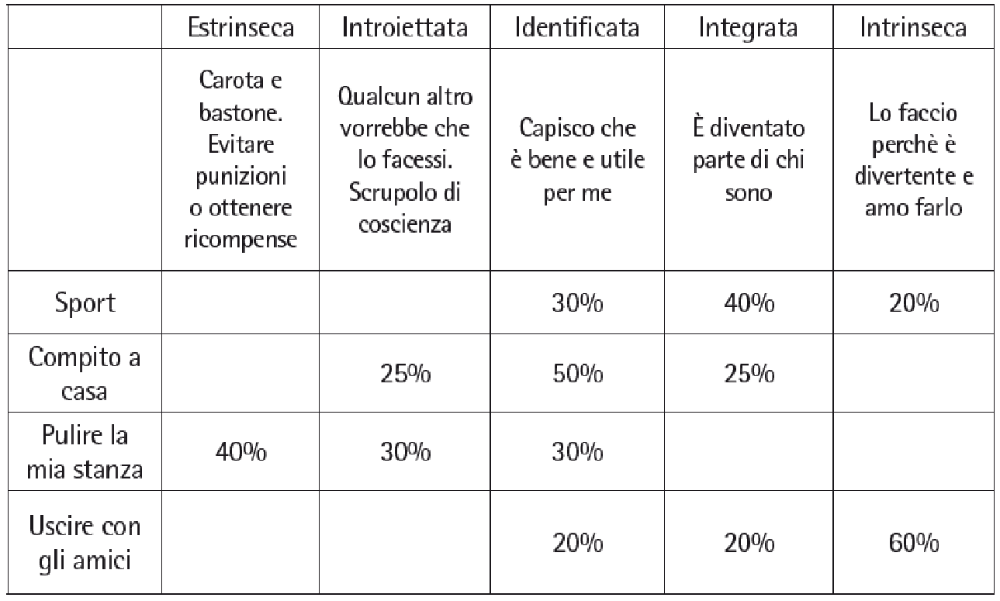 Estrinseca Introiettata Identificata Integrata Intrinseca
Carota e
bastone.
Evitare
punizioni
o ottenere
ricompense
Qualcun altro
vorrebbe che
lo facessi.
Scrupolo di
coscienza
Capisco che
è bene e utile
per me
È diventato
parte di chi
sono
Lo faccio
perchè è
divertente e
amo farlo
Sport 30% 40% 20%
Compito a
casa
25% 50% 25%
Pulire la
mia stanza
40% 30% 30%
Uscire con
gli amici
20% 20% 60%